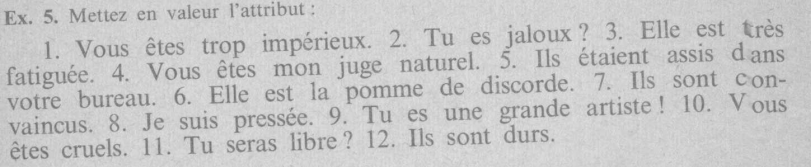 Ex. 5. Mettez en valeur l'attribut :
1. Vous êtes trop impérieux. 2. Tu es jaloux ? 3. Elle est très
fatiguée. 4. Vous êtes mon juge naturel. 5. Ils étaient assis dans
votre bureau. 6. Elle est la pomme de discorde. 7. Ils sont con-
vaincus. 8. Je suis pressée. 9. Tu es une grande artiste ! 10. Vous
êtes cruels. 11. Tu seras libre ? 12. Ils sont durs.